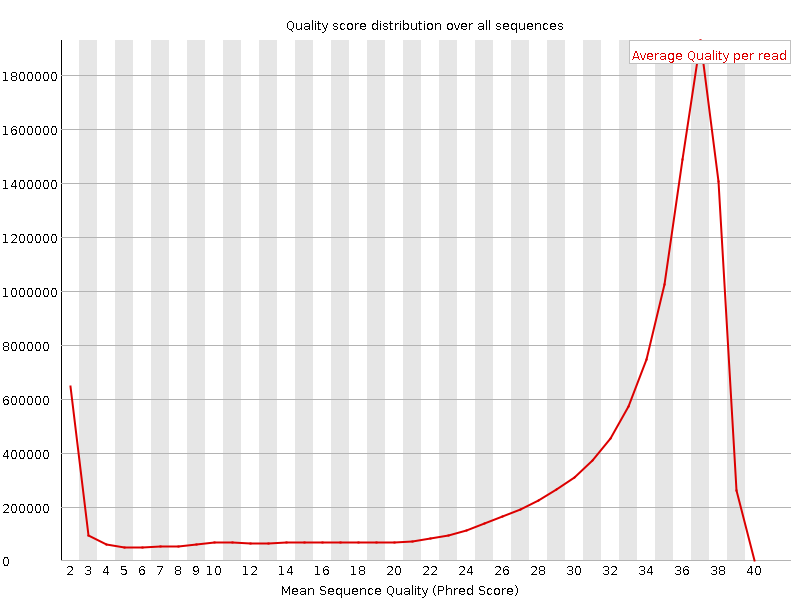 Quality score distribution over all sequences
Average Quality per read
1800000
1600000
1400000
1200000
1000000
800000
600000
400000
200000
0
2 3 4 5 6 7 8 9 10 12 14 16 18 20 22 24 26 28 30 32 34 36 38 40
Mean Sequence Quality (Phred Score)